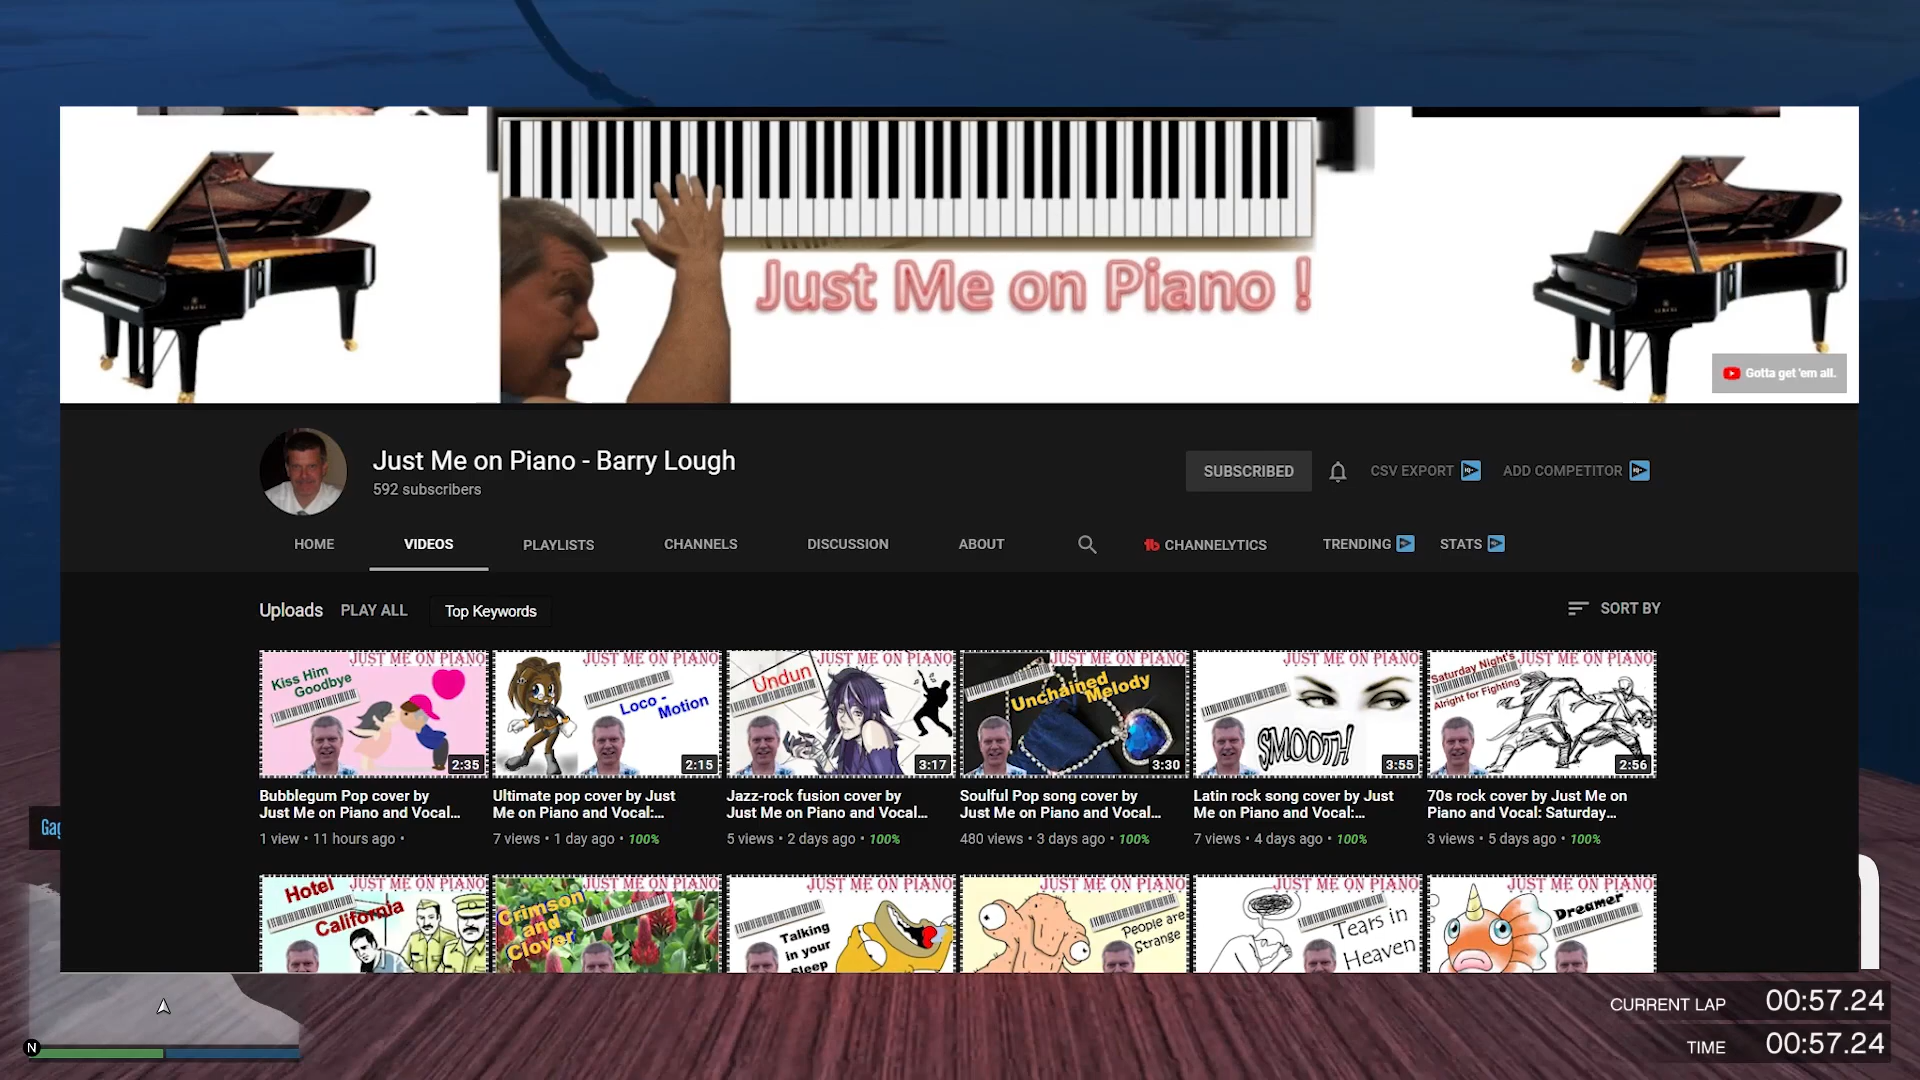 Just Me on Piano !
Gotta get 'em all.
Just Me on Piano - Barry Lough
592 subscribers
SUBSCRIBED
CSV EXPORT
ADD COMPETITOR
HOME
VIDEOS
PLAYLISTS
CHANNELS
DISCUSSION
ABOUT
CHANNELYTICS
TRENDING
STATS
Uploads
PLAY ALL
Top Keywords
SORT BY
JUST ME ON PIANO
Kiss Him
Goodbye
2:35
JUST ME ON PIANO
Loco-
Motion
2:15
JUST ME ON PIANO
Undun
3:17
JUST ME ON PIANO
Unchained
Melody
3:30
JUST ME ON PIANO
SMOOTH
3:55
JUST ME ON PIANO
Saturday Night's
Alright for Fighting
2:56
Bubblegum Pop cover by
Just Me on Piano and Vocal...
1 view • 11 hours ago •
Ultimate pop cover by Just
Me on Piano and Vocal:...
7 views • 1 day ago • 100%
Jazz-rock fusion cover by
Just Me on Piano and Vocal...
5 views • 2 days ago • 100%
Soulful Pop song cover by
Just Me on Piano and Vocal...
480 views • 3 days ago • 100%
Latin rock song cover by Just
Me on Piano and Vocal:...
7 views • 4 days ago • 100%
70s rock cover by Just Me on
Piano and Vocal: Saturday...
3 views • 5 days ago • 100%
JUST ME ON PIANO
Hotel
California
JUST ME ON PIANO
Crimson
and
Clover
JUST ME ON PIANO
Talking
in your
Sleep
JUST ME ON PIANO
People are
Strange
JUST ME ON PIANO
Tears in
Heaven
JUST ME ON PIANO
Dreamer
N
CURRENT LAP 00:57.24
TIME 00:57.24